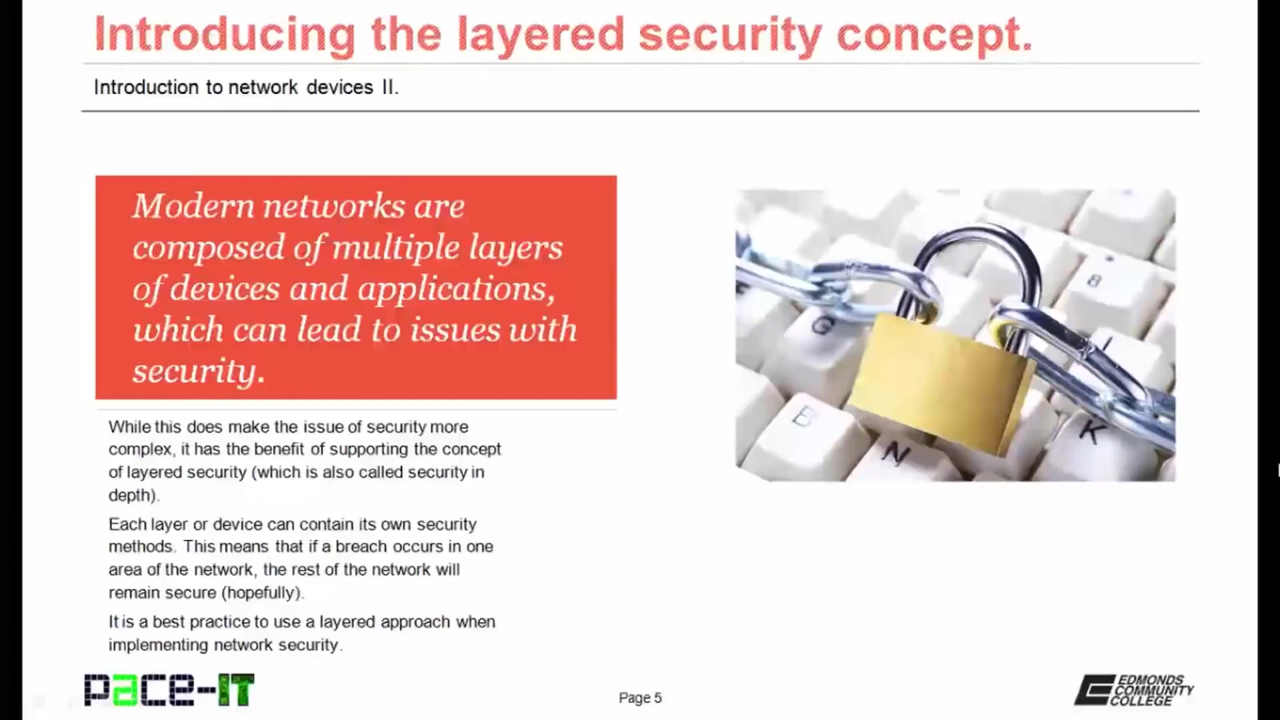 Introducing the layered security concept.
Introduction to network devices II.
Modern networks are
composed of multiple layers
of devices and applications,
which can lead to issues with
security.
While this does make the issue of security more
complex, it has the benefit of supporting the concept
of layered security (which is also called security in
depth).
Each layer or device can contain its own security
methods. This means that if a breach occurs in one
area of the network, the rest of the network will
remain secure (hopefully).
It is a best practice to use a layered approach when
implementing network security.
G
8
B
N
K
pace-IT
Page 5
EDMONDS
COMMUNITY
COLLEGE